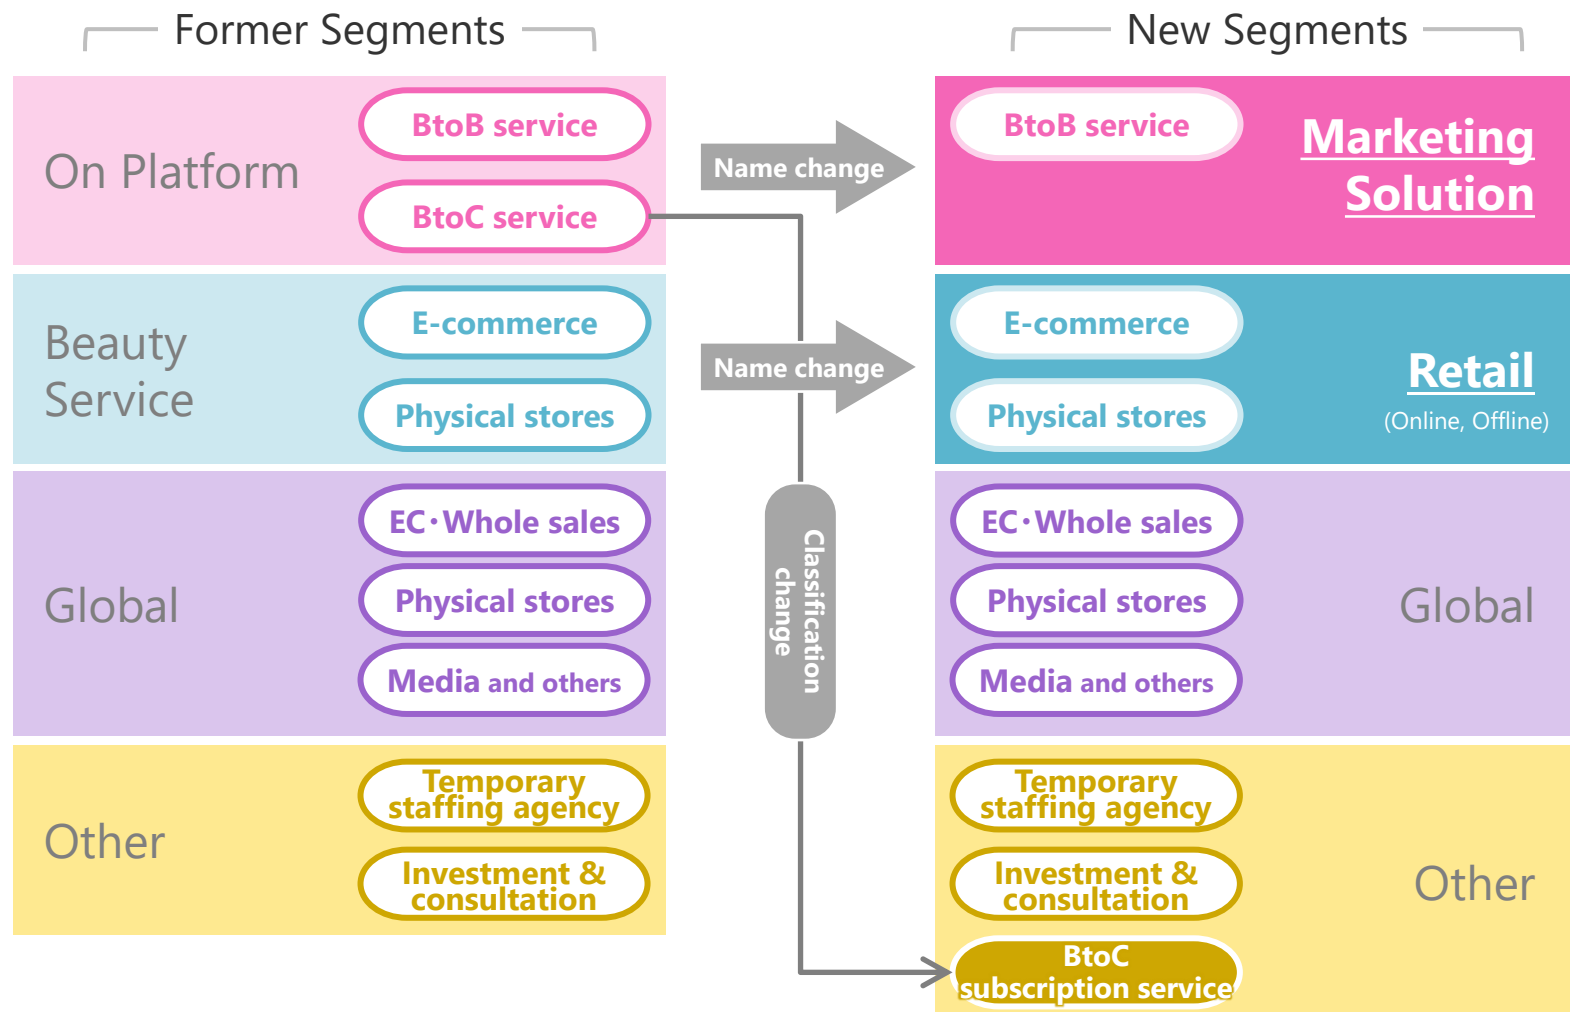 Former Segments
New Segments
On Platform
BtoB service
BtoC service
Name change
BtoB service
Marketing
Solution
Beauty
Service
E-commerce
Physical stores
Name change
E-commerce
Physical stores
Retail
(Online, Offline)
Global
EC・Whole sales
Physical stores
Media and others
Classification
change
EC・Whole sales
Physical stores
Media and others
Global
Other
Temporary
staffing agency
Investment &
consultation
Temporary
staffing agency
Investment &
consultation
BtoC
subscription service
Other